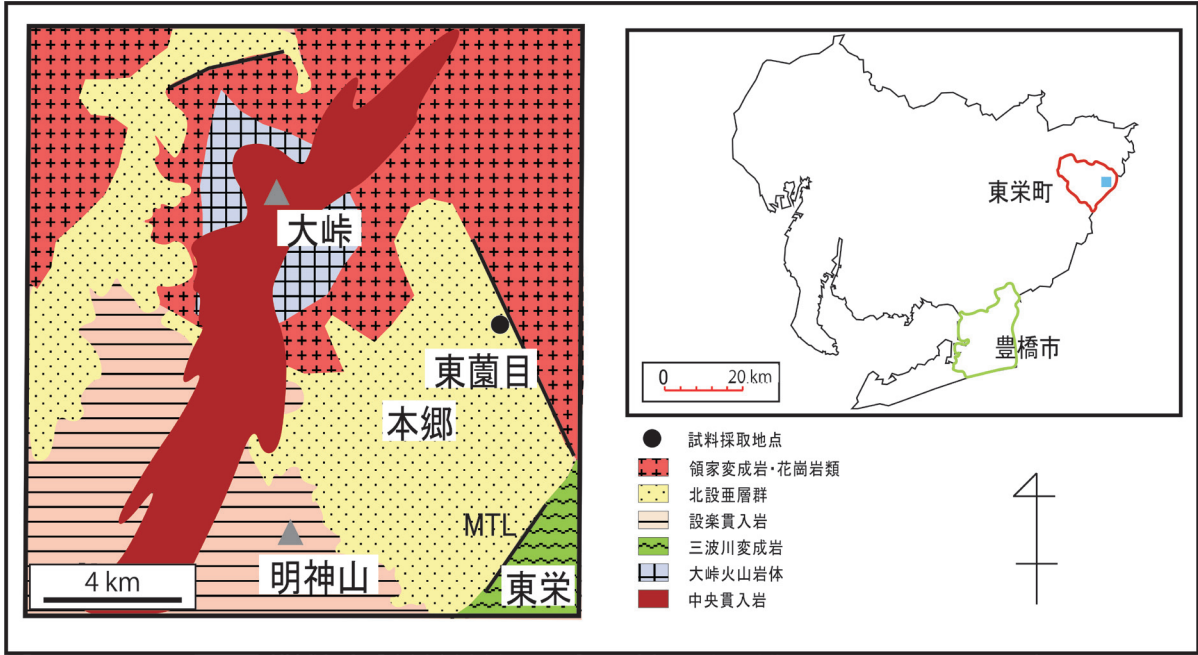 大峠
東薗目
本郷
MTL
明神山
東栄
4 km
東栄町
豊橋市
0 20 km
試料採取地点
領家変成岩・花崗岩類
北設亜層群
設楽貫入岩
三波川変成岩
大峠火山岩体
中央貫入岩